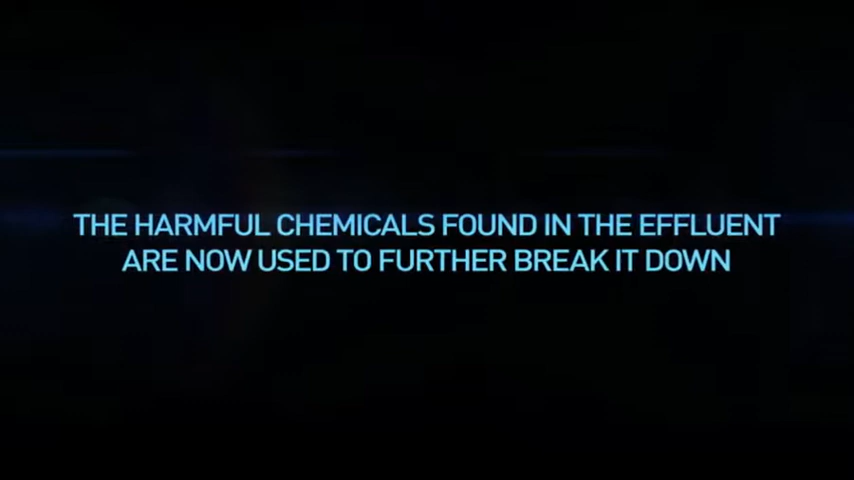 THE HARMFUL CHEMICALS FOUND IN THE EFFLUENT
ARE NOW USED TO FURTHER BREAK IT DOWN